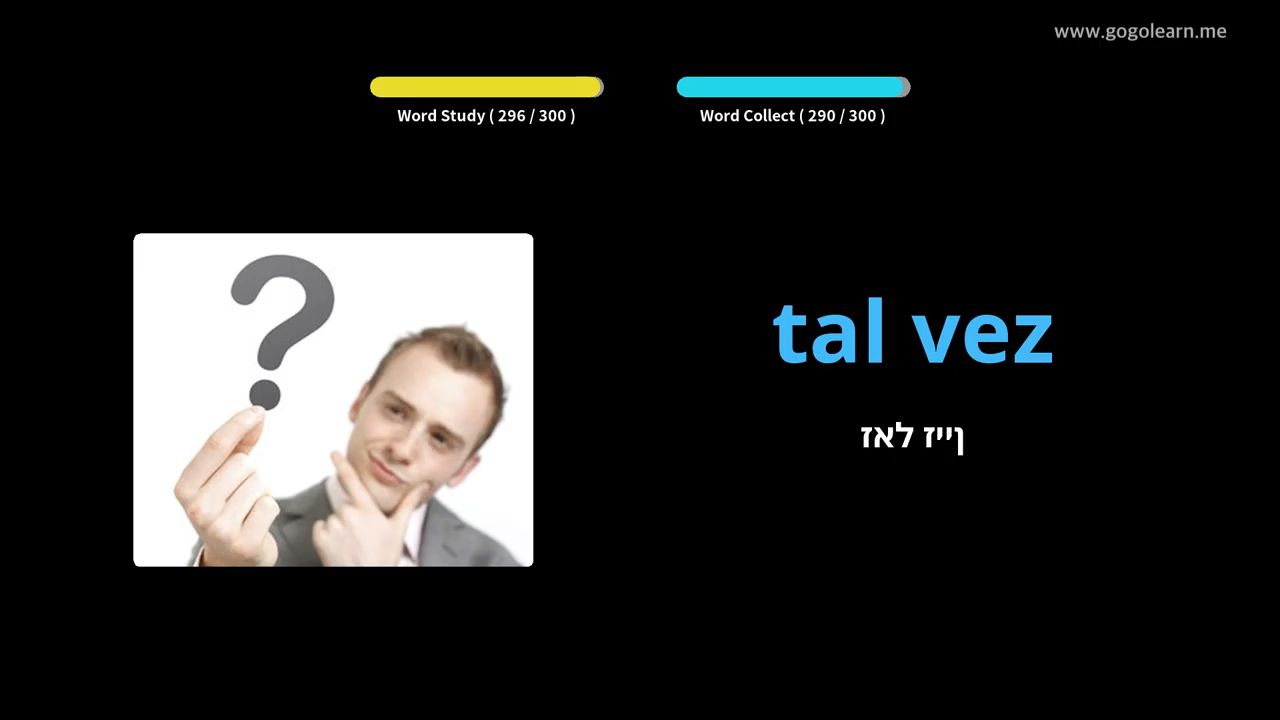 www.gogolearn.me
Word Study ( 296 / 300 )
Word Collect ( 290 / 300 )
tal vez
ןייז לאז